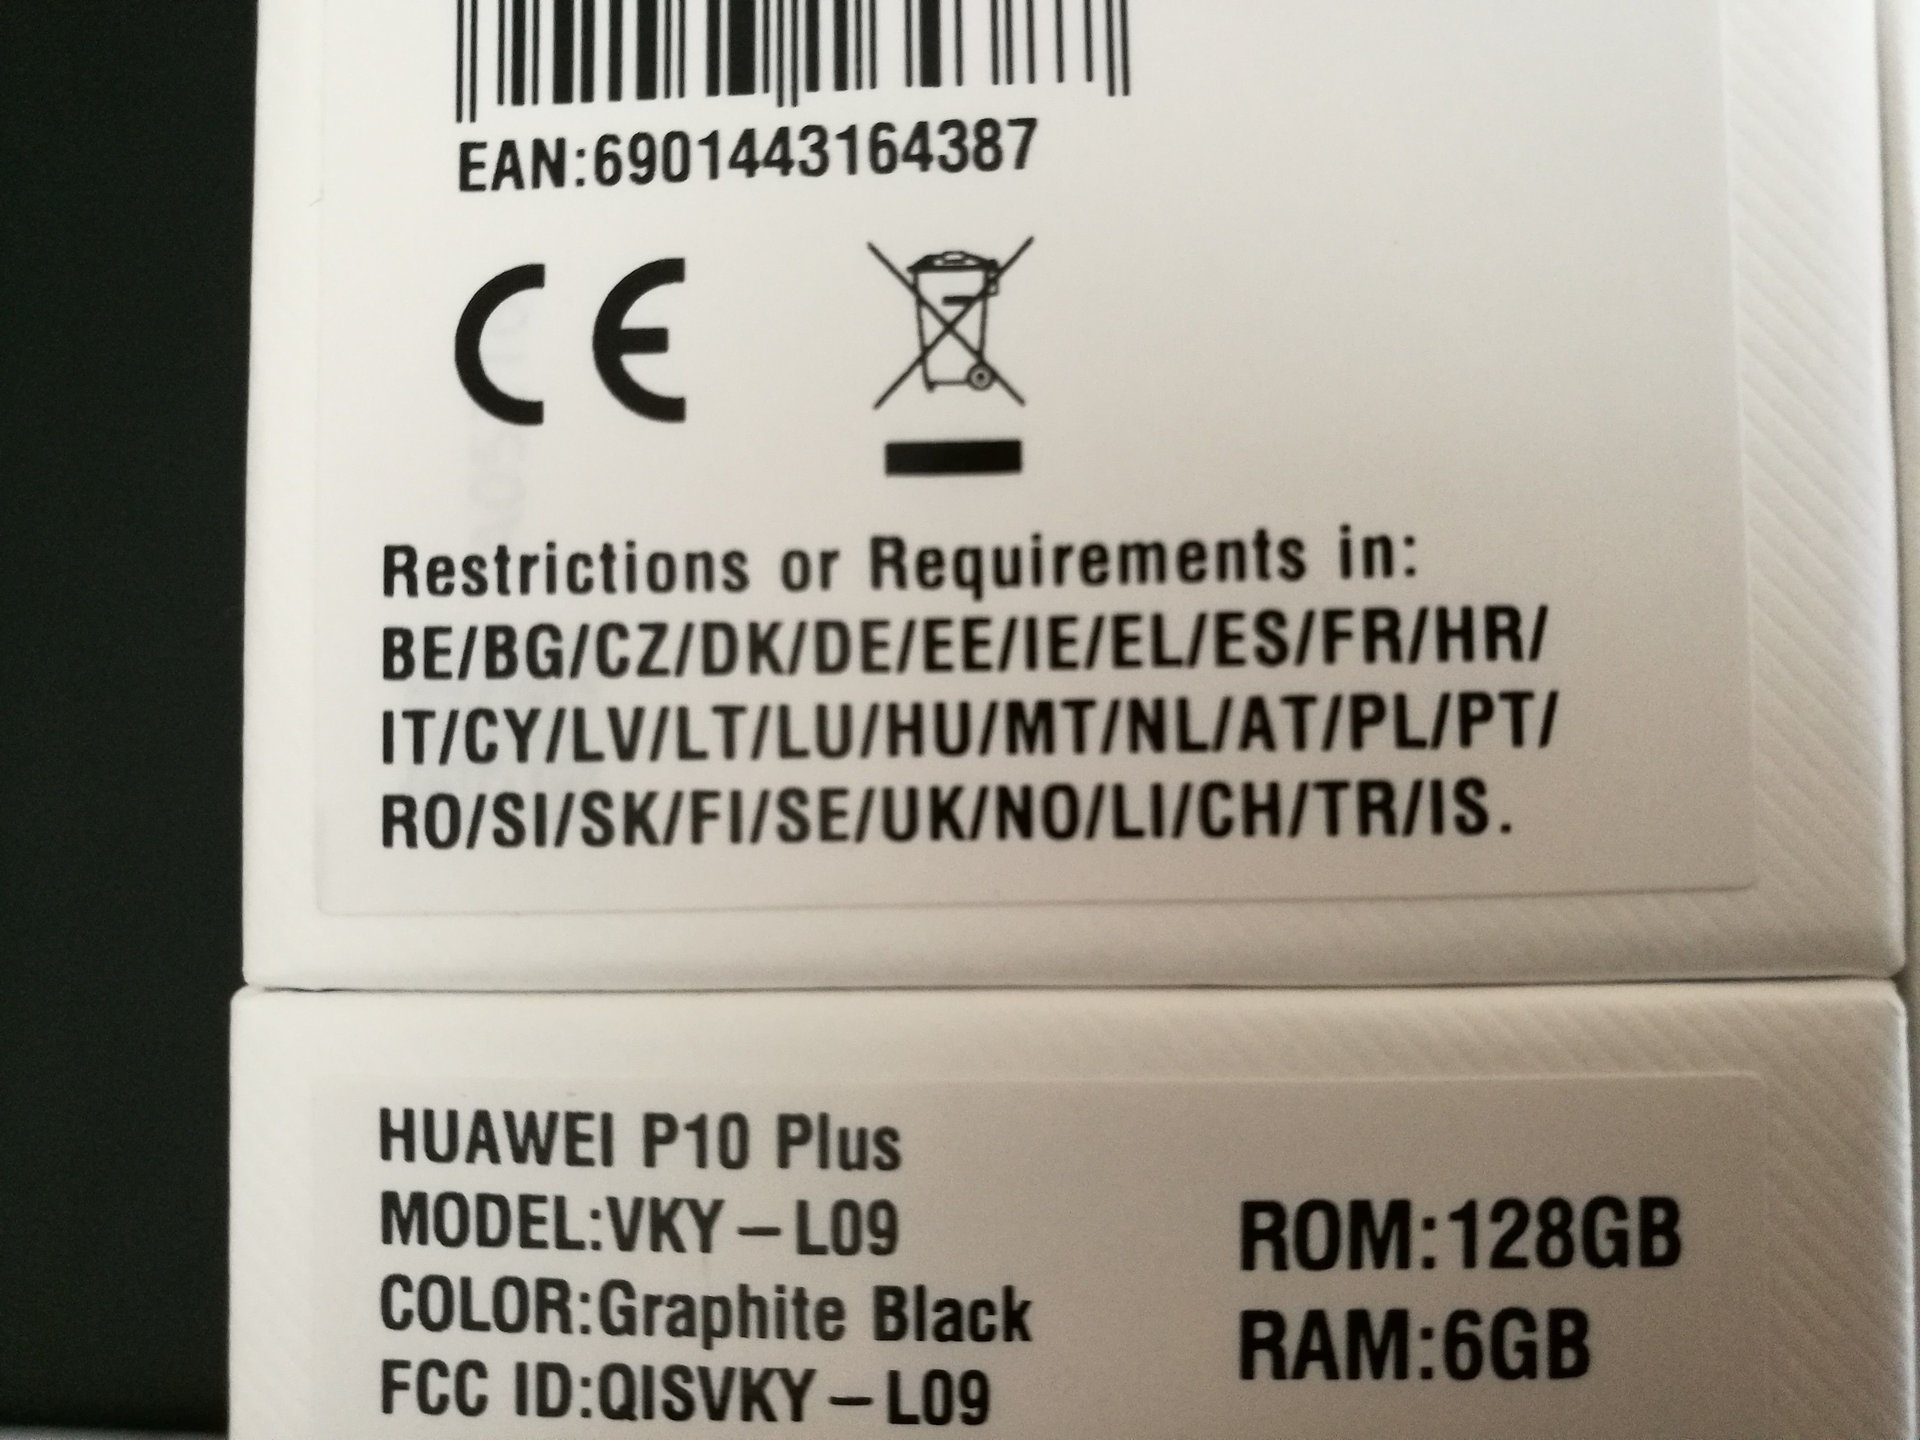 EAN:6901443164387
CE
Restrictions or Requirements in:
BE/BG/CZ/DK/DE/EE/IE/EL/ES/FR/HR/
IT/CY/LV/LT/LU/HU/MT/NL/AT/PL/PT/
RO/SI/SK/FI/SE/UK/NO/LI/CH/TR/IS.
HUAWEI P10 Plus
MODEL:VKY-L09
COLOR:Graphite Black
FCC ID:QISVKY-L09
ROM:128GB
RAM:6GB